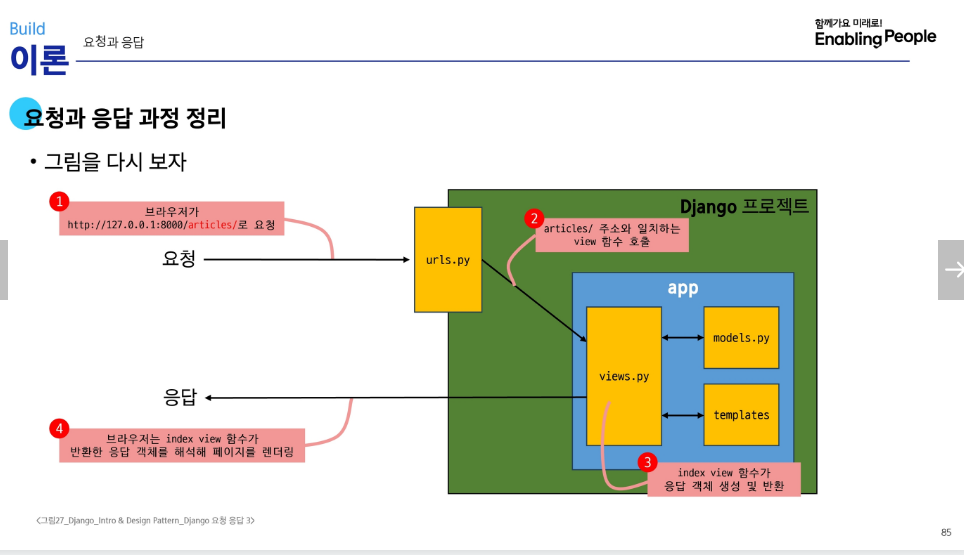 Build
이론
요청과 응답
함께가요 미래로!
Enabling People
요청과 응답 과정 정리
• 그림을 다시 보자
1
브라우저가
http://127.0.0.1:8000/articles/로 요청
요청
urls.py
Django 프로젝트
2
articles/ 주소와 일치하는
view 함수 호출
app
views.py
models.py
templates
응답
4
브라우저는 index view 함수가
반환한 응답 객체를 해석해 페이지를 렌더링
3
index view 함수가
응답 객체 생성 및 반환
<그림27_Django_Intro & Design Pattern_Django 요청 응답 3>
85